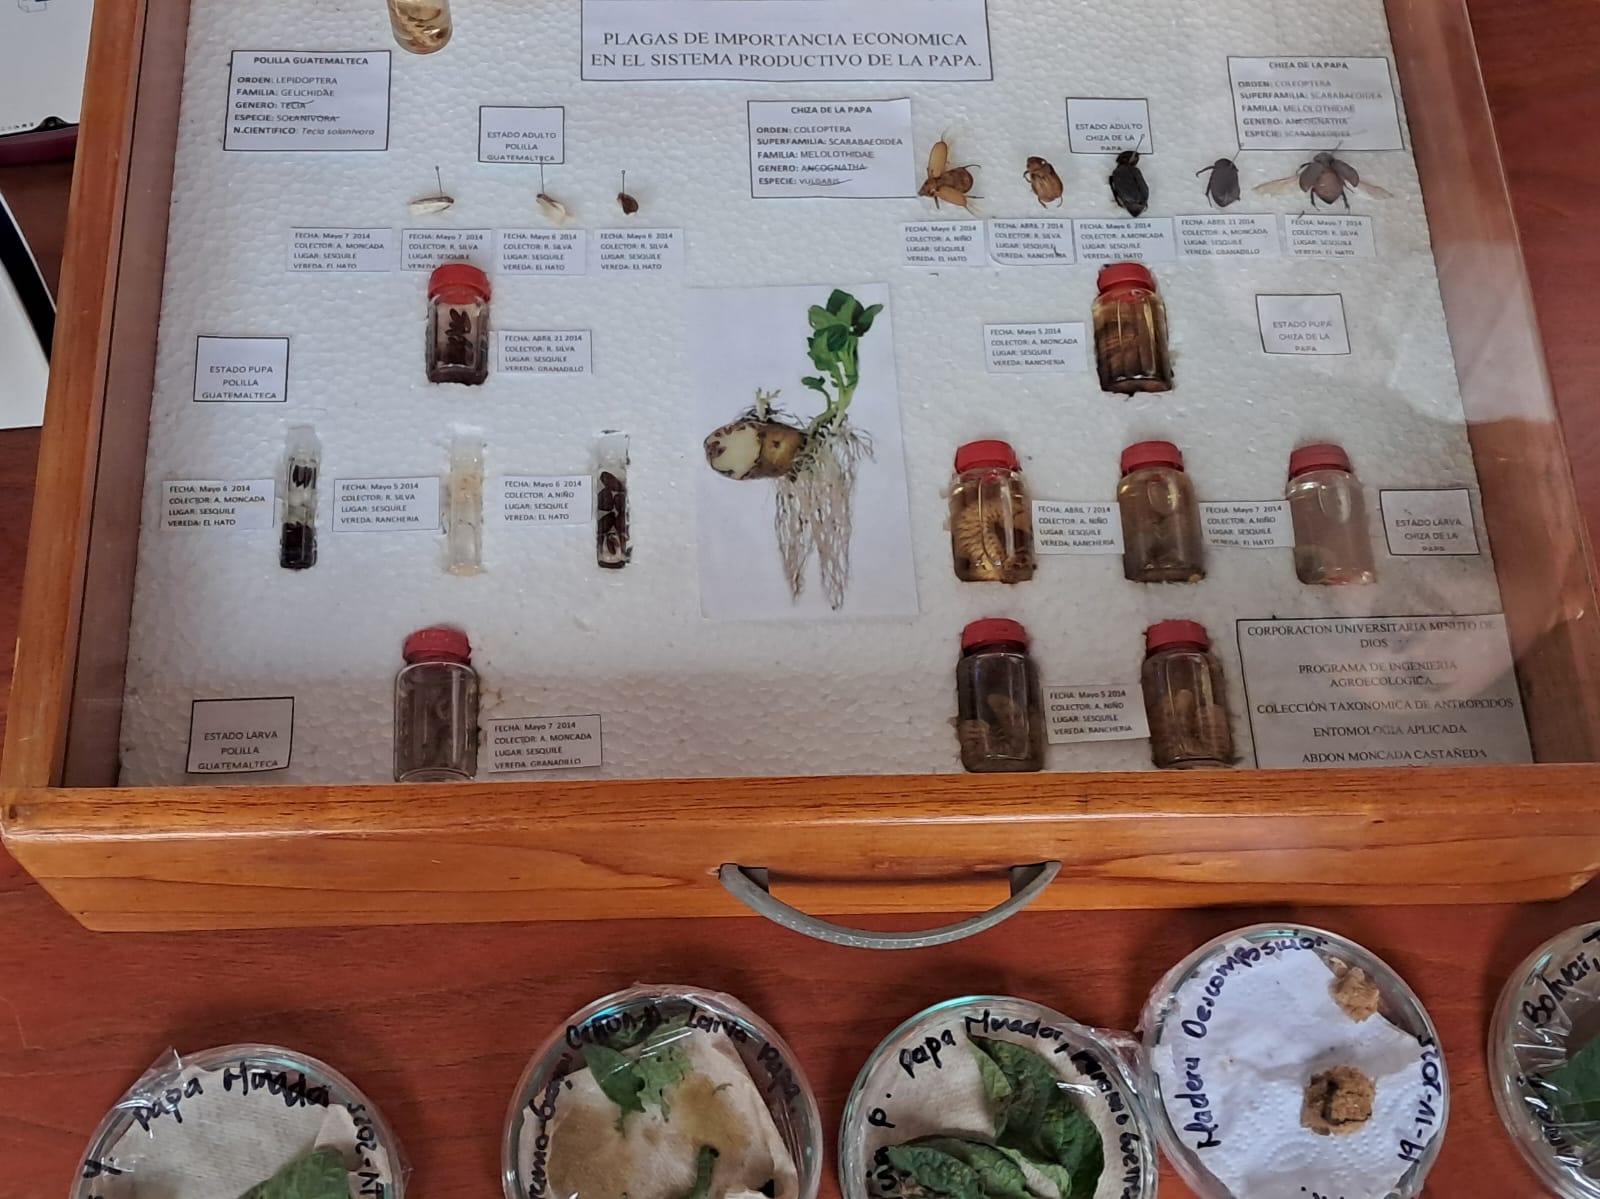 PLAGAS DE IMPORTANCIA ECONOMICA
EN EL SISTEMA PRODUCTIVO DE LA PAPA.
POLILLA GUATEMALTECA
ORDEN: LEPIDOPTERA
FAMILIA: GELICHIDAE
GENERO: TECIA
ESPECIE: SOLANIVORA
N.CIENTIFICO: Tecia solanivora
ESTADO ADULTO
POLILLA
GUATEMALTECA
CHIZA DE LA PAPA
ORDEN: COLEOPTERA
SUPERFAMILIA: SCARABAEOIDEA
FAMILIA: MELOLOTHIDAE
GENERO: ANCOGNATHA
ESPECIE: VULGARIS
ESTADO ADULTO
CHIZA DE LA
PAPA
CHIZA DE LA PAPA
ORDEN: COLEOPTERA
SUPERFAMILIA: SCARABAEOIDEA
FAMILIA: MELOLOTHIDAE
GENERO: ANCOGNATHA
ESPECIE: SCARABAEOIDES
FECHA: Mayo 7 2014
COLECTOR: A. MONCADA
LUGAR: SESQUILE
VEREDA: EL HATO
FECHA: Mayo 7 2014
COLECTOR: R. SILVA
LUGAR: SESQUILE
VEREDA:
FECHA: Mayo 6 2014
COLECTOR: R. SILVA
LUGAR: SESQUILE
VEREDA: EL HATO
FECHA: Mayo 6 2014
COLECTOR: R. SILVA
LUGAR: SESQUILE
VEREDA: EL HATO
FECHA: Mayo 6 2014
COLECTOR: A. NIÑO
LUGAR: SESQUILE
VEREDA: EL HATO
FECHA: ABRIL 7 2014
COLECTOR: R. SILVA
LUGAR: SESQUILE
VEREDA: RANCHERIA
FECHA: Mayo 6 2014
COLECTOR: A.MONCADA
LUGAR: SESQUILE
VEREDA: EL HATO
FECHA: ABRIL 21 2014
COLECTOR: A. MONCADA
LUGAR: SESQUILE
VEREDA: GRANADILLO
FECHA: Mayo 7 2014
COLECTOR: R. SILVA
LUGAR: SESQUILE
VEREDA: EL HATO
ESTADO PUPA
POLILLA
GUATEMALTECA
FECHA: ABRIL 21 2014
COLECTOR: R. SILVA
LUGAR: SESQUILE
VEREDA: GRANADILLO
FECHA: Mayo 5 2014
COLECTOR: A. MONCADA
LUGAR: SESQUILE
VEREDA: RANCHERIA
ESTADO PUPA
CHIZA DE LA
PAPA
FECHA: Mayo 6 2014
COLECTOR: A. MONCADA
LUGAR: SESQUILE
VEREDA: EL HATO
FECHA: Mayo 5 2014
COLECTOR: R. SILVA
LUGAR: SESQUILE
VEREDA: RANCHERIA
FECHA: Mayo 6 2014
COLECTOR: A.NIÑO
LUGAR: SESQUILE
VEREDA: EL HATO
FECHA: ABRIL 7 2014
COLECTOR: A. NIÑO
LUGAR: SESQUILE
VEREDA: RANCHERIA
FECHA: Mayo 7 2014
COLECTOR: A.NIÑO
LUGAR: SESQUILE
VEREDA: EL HATO
ESTADO LARVA
CHIZA DE LA
PAPA
ESTADO LARVA
POLILLA
GUATEMALTECA
FECHA: Mayo 7 2014
COLECTOR: A. MONCADA
LUGAR: SESQUILE
VEREDA: GRANADILLO
FECHA: Mayo 5 2014
COLECTOR: A. NIÑO
LUGAR: SESQUILE
VEREDA: RANCHERIA
CORPORACION UNIVERSITARIA MINUTO DE
DIOS
PROGRAMA DE INGENIERIA
AGROECOLOGICA
COLECCIÓN TAXONOMICA DE ANTROPODOS
ENTOMOLOGIA APLICADA
ABDON MONCADA CASTAÑEDA
Papa Minador
Larva Papa
Papa Minador,
Madera Descomposicion
19-IV-2025
Bolivar,